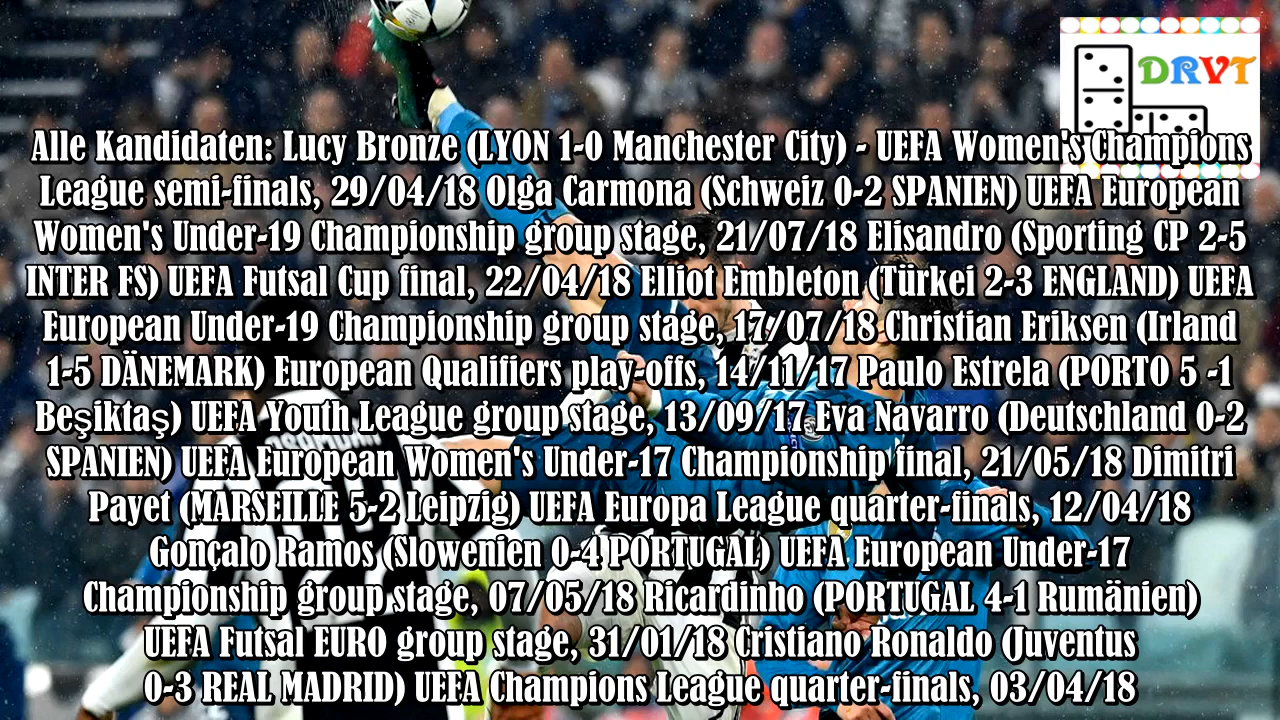 DRVT
Alle Kandidaten: Lucy Bronze (LYON 1-0 Manchester City) - UEFA Women's Champions
League semi-finals, 29/04/18 Olga Carmona (Schweiz 0-2 SPANIEN) UEFA European
Women's Under-19 Championship group stage, 21/07/18 Elisandro (Sporting CP 2-5
INTER FS) UEFA Futsal Cup final, 22/04/18 Elliot Embleton (Türkei 2-3 ENGLAND) UEFA
European Under-19 Championship group stage, 17/07/18 Christian Eriksen (Irland
1-5 DÄNEMARK) European Qualifiers play-offs, 14/11/17 Paulo Estrela (PORTO 5 -1
Beşiktaş) UEFA Youth League group stage, 13/09/17 Eva Navarro (Deutschland 0-2
SPANIEN) UEFA European Women's Under-17 Championship final, 21/05/18 Dimitri
Payet (MARSEILLE 5-2 Leipzig) UEFA Europa League quarter-finals, 12/04/18
Gonçalo Ramos (Slowenien 0-4 PORTUGAL) UEFA European Under-17
Championship group stage, 07/05/18 Ricardinho (PORTUGAL 4-1 Rumänien)
UEFA Futsal EURO group stage, 31/01/18 Cristiano Ronaldo (Juventus
0-3 REAL MADRID) UEFA Champions League quarter-finals, 03/04/18